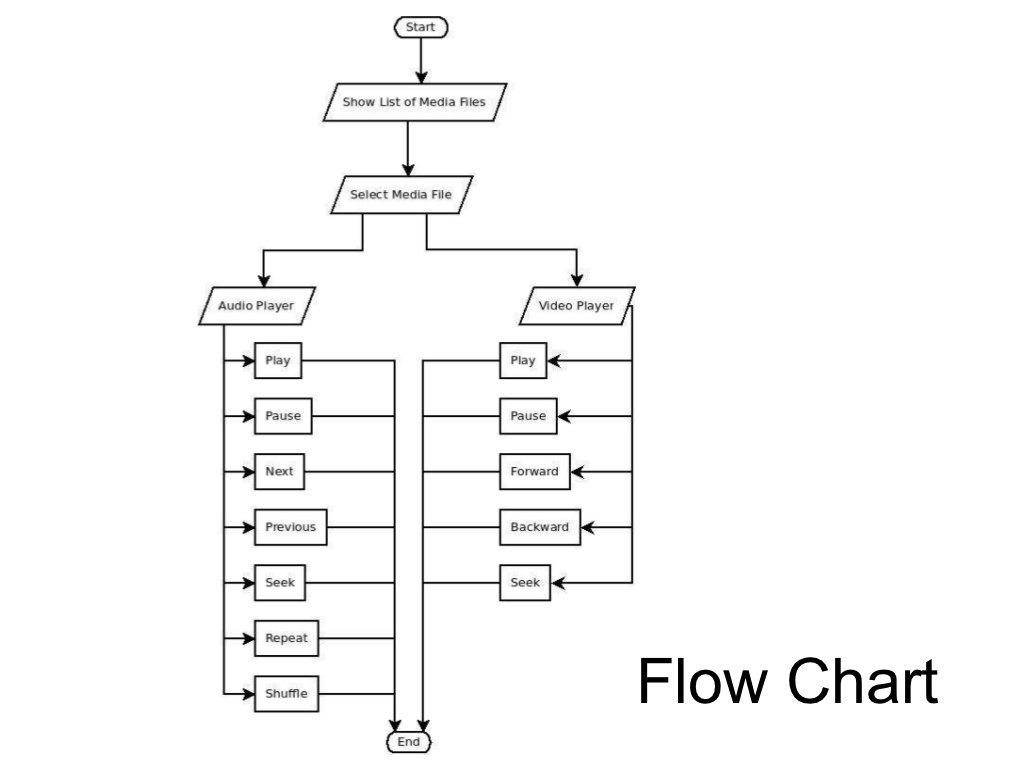 Start
Show List of Media Files
Select Media File
Audio Player
Video Player
Play
Pause
Next
Previous
Seek
Repeat
Shuffle
Play
Pause
Forward
Backward
Seek
End
Flow Chart